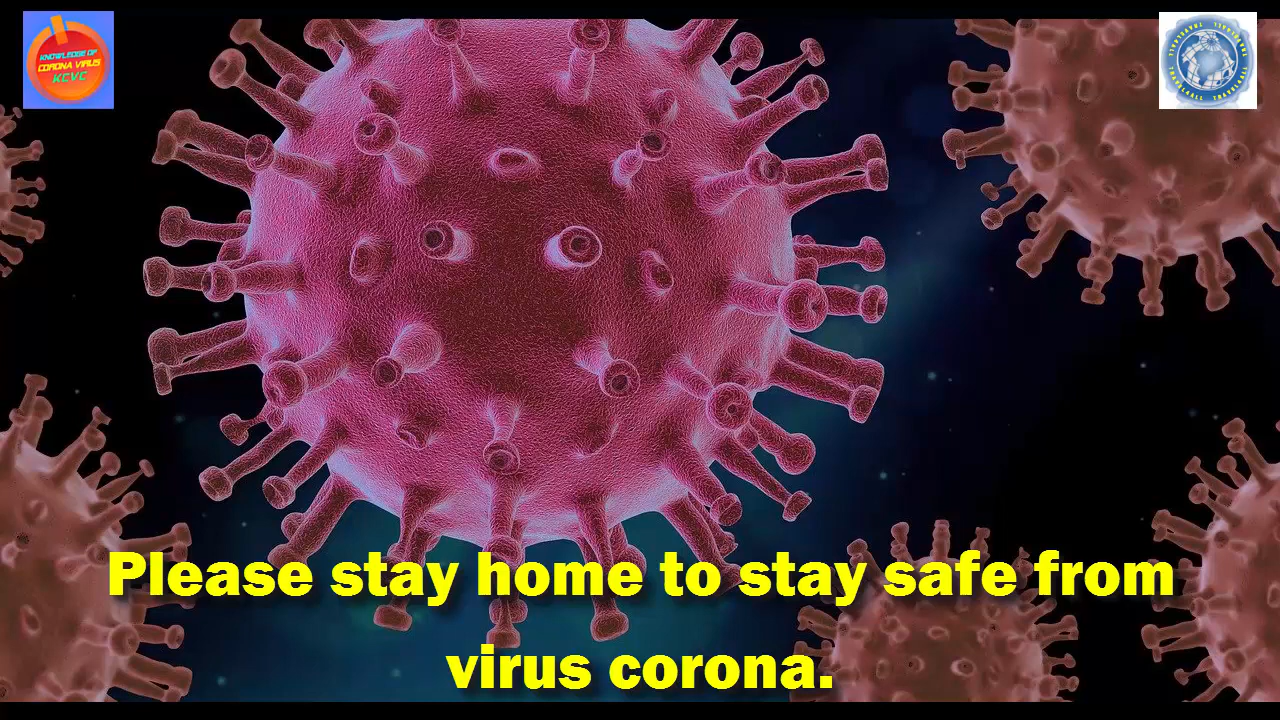 KNOWLEDGE OF
CORONA VIRUS
KCVC
Please stay home to stay safe from
virus corona.